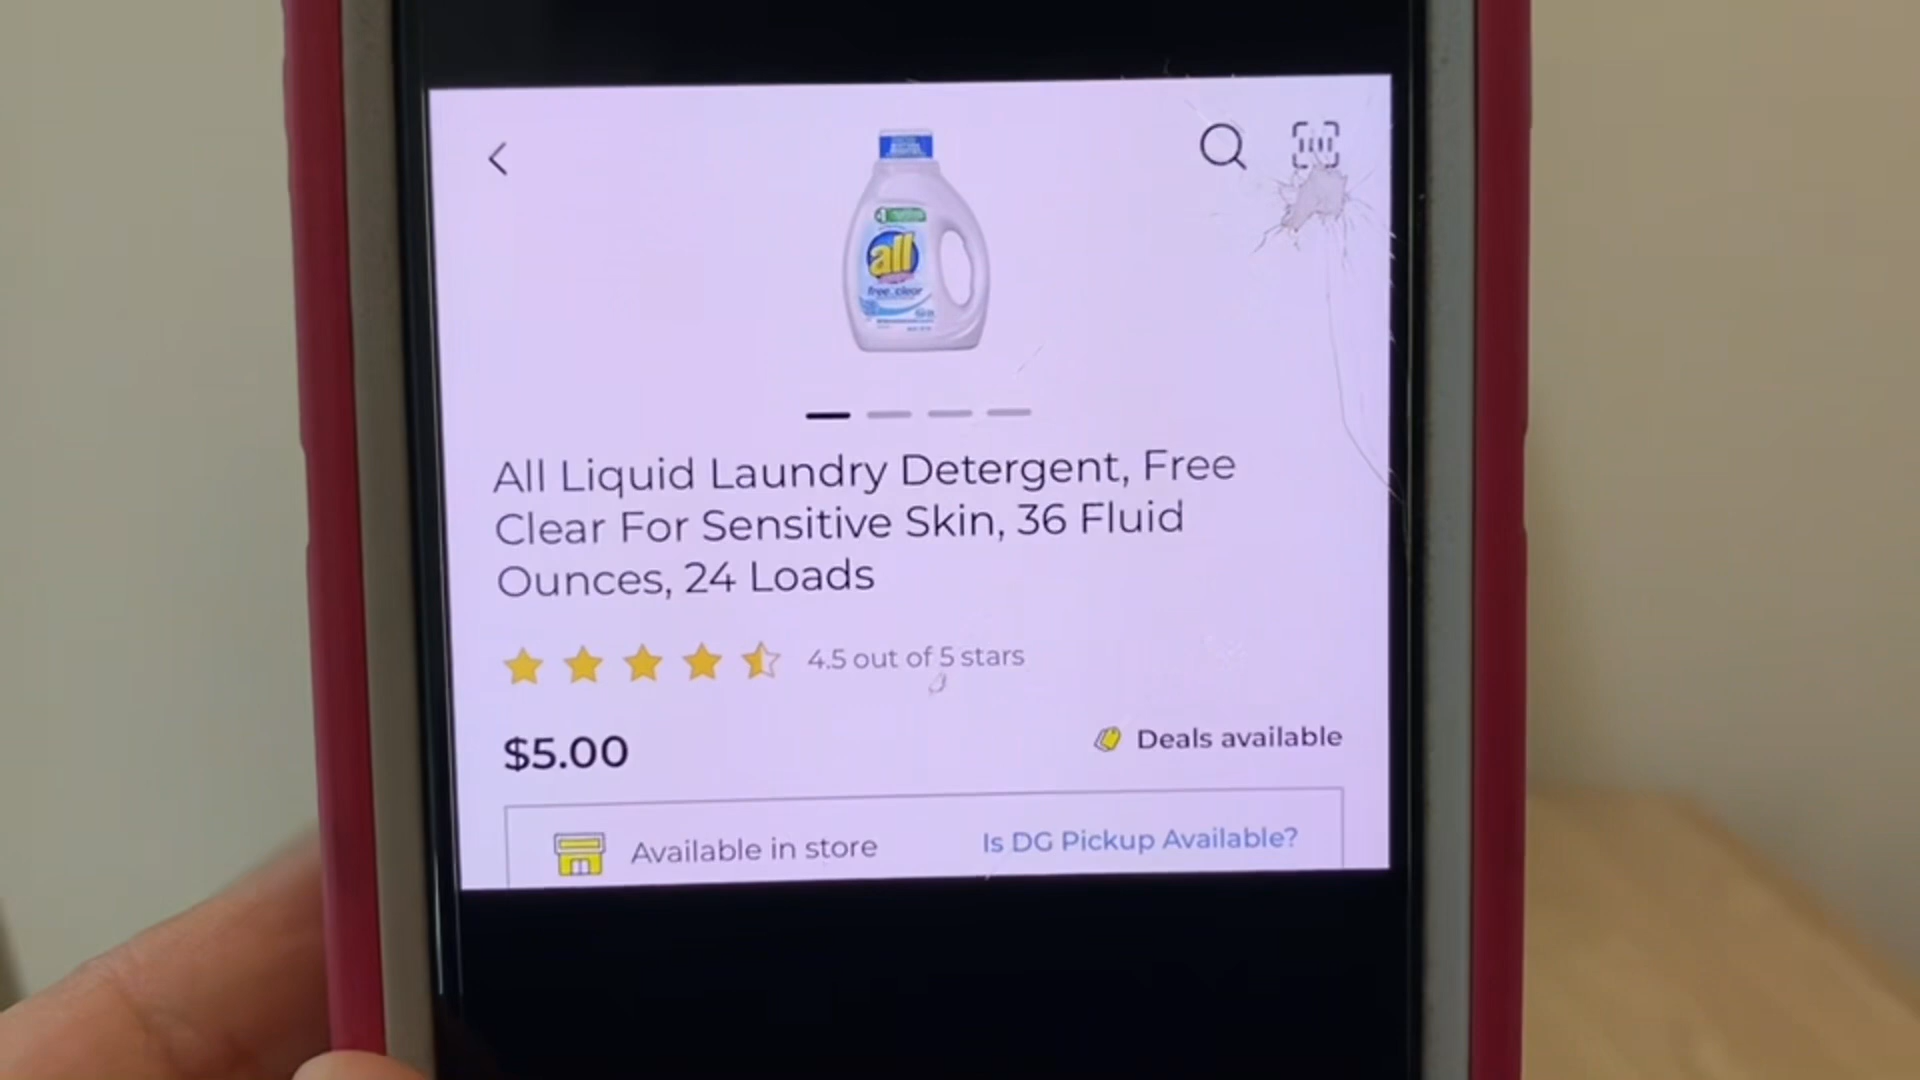 all
free clear
All Liquid Laundry Detergent, Free
Clear For Sensitive Skin, 36 Fluid
Ounces, 24 Loads
4.5 out of 5 stars
$5.00
Deals available
Available in store
Is DG Pickup Available?